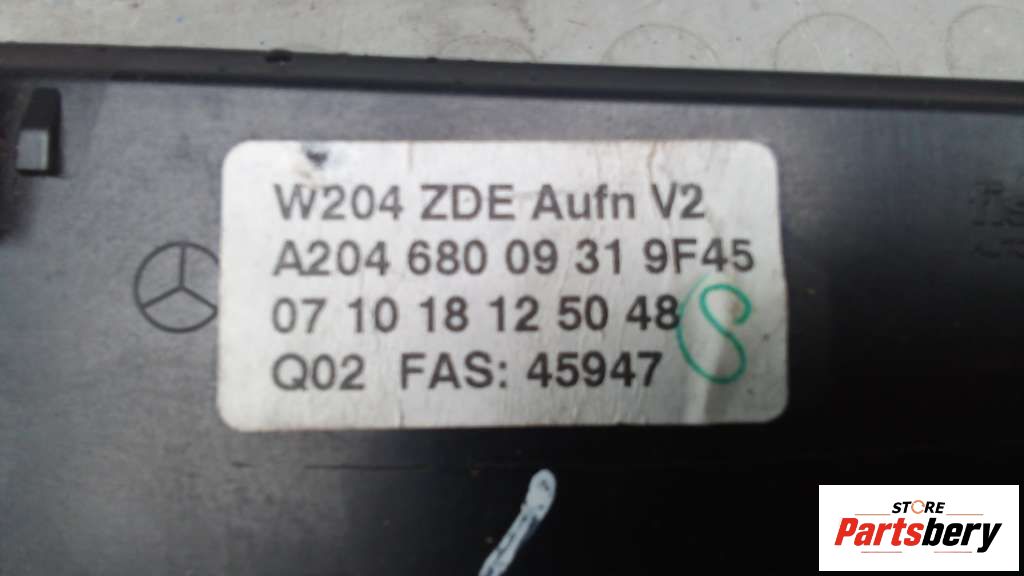 W204 ZDE Aufn V2
A204 680 09 31 9F45
07 10 18 12 50 48
Q02 FAS: 45947
STORE
Partsbery